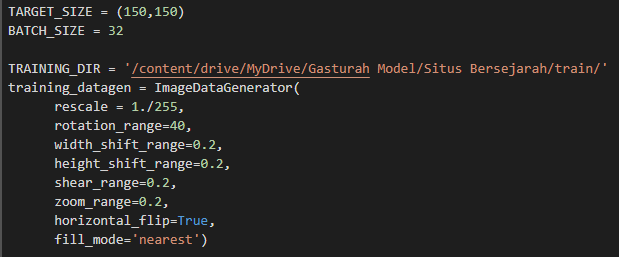 TARGET_SIZE = (150,150)
BATCH_SIZE = 32
TRAINING_DIR = '/content/drive/MyDrive/Gasturah Model/Situs Bersejarah/train/'
training_datagen = ImageDataGenerator(
rescale = 1./255,
rotation_range=40,
width_shift_range=0.2,
height_shift_range=0.2,
shear_range=0.2,
zoom_range=0.2,
horizontal_flip=True,
fill_mode='nearest')